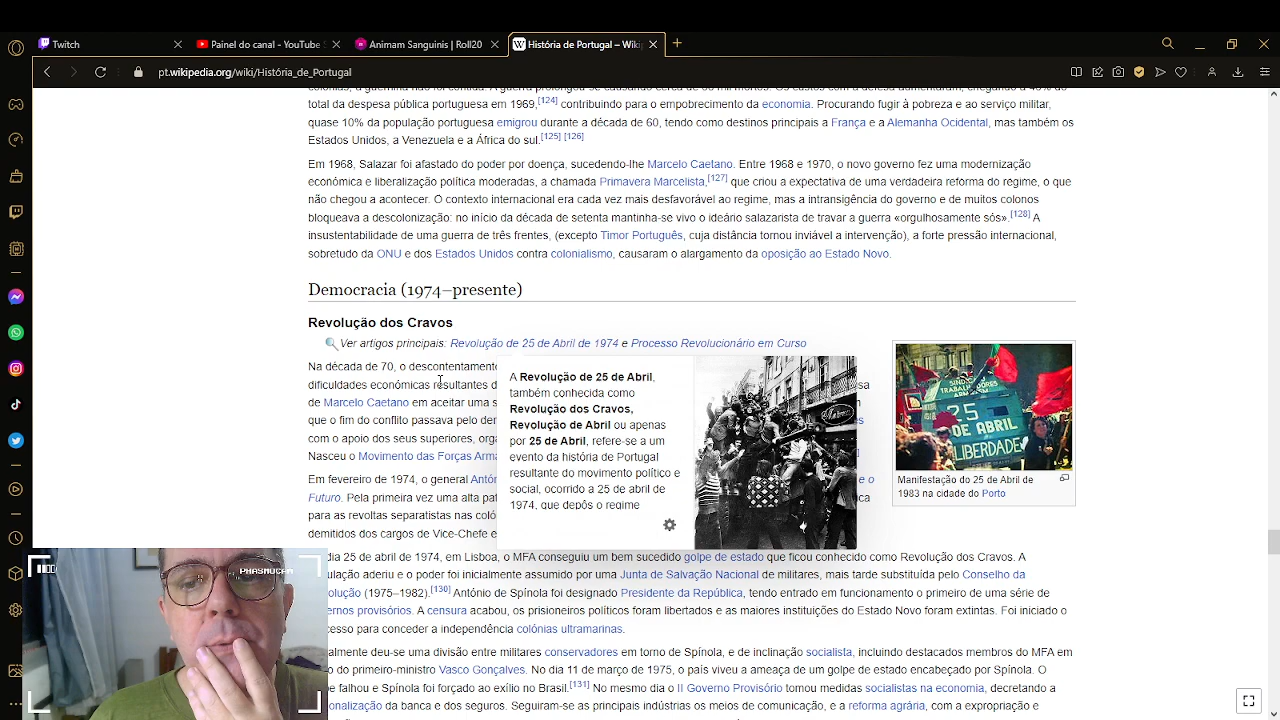 Twitch
Painel do canal - YouTube S
Animam Sanguinis | Roll20
História de Portugal – Wiki
pt.wikipedia.org/wiki/História_de_Portugal
total da despesa pública portuguesa em 1969,[124] contribuindo para o empobrecimento da economia. Procurando fugir à pobreza e ao serviço militar,
quase 10% da população portuguesa emigrou durante a década de 60, tendo como destinos principais a França e a Alemanha Ocidental, mas também os
Estados Unidos, a Venezuela e a África do sul.[125] [126]
Em 1968, Salazar foi afastado do poder por doença, sucedendo-lhe Marcelo Caetano. Entre 1968 e 1970, o novo governo fez uma modernização
económica e liberalização política moderadas, a chamada Primavera Marcelista,[127] que criou a expectativa de uma verdadeira reforma do regime, o que
não chegou a acontecer. O contexto internacional era cada vez mais desfavorável ao regime, mas a intransigência do governo e de muitos colonos
bloqueava a descolonização: no início da década de setenta mantinha-se vivo o ideário salazarista de travar a guerra «orgulhosamente sós».[128] A
insustentabilidade de uma guerra de três frentes, (excepto Timor Português, cuja distância tornou inviável a intervenção), a forte pressão internacional,
sobretudo da ONU e dos Estados Unidos contra colonialismo, causaram o alargamento da oposição ao Estado Novo.
Democracia (1974–presente)
Revolução dos Cravos
Ver artigos principais: Revolução de 25 de Abril de 1974 e Processo Revolucionário em Curso
Na década de 70, o descontentamento
dificuldades económicas resultantes d
sa
de Marcelo Caetano em aceitar uma s
que o fim do conflito passava pelo der
es
com o apoio dos seus superiores, orga
Nasceu o Movimento das Forças Arma
Em fevereiro de 1974, o general Antón
e o
Futuro. Pela primeira vez uma alta pat
ica
para as revoltas separatistas nas colón
demitidos dos cargos de Vice-Chefe e
A Revolução de 25 de Abril,
também conhecida como
Revolução dos Cravos,
Revolução de Abril ou apenas
por 25 de Abril, refere-se a um
evento da história de Portugal
resultante do movimento político e
social, ocorrido a 25 de abril de
1974, que depôs o regime
SINDICATO
TRABALHADORES
25
DE ABRIL
LIBERDADE
Manifestação do 25 de Abril de
1983 na cidade do Porto
dia 25 de abril de 1974, em Lisboa, o MFA conseguiu um bem sucedido golpe de estado que ficou conhecido como Revolução dos Cravos. A
ulação aderiu e o poder foi inicialmente assumido por uma Junta de Salvação Nacional de militares, mais tarde substituída pelo Conselho da
olução (1975–1982).[130] António de Spínola foi designado Presidente da República, tendo entrado em funcionamento o primeiro de uma série de
ernos provisórios. A censura acabou, os prisioneiros políticos foram libertados e as maiores instituições do Estado Novo foram extintas. Foi iniciado o
cesso para conceder a independência colónias ultramarinas.
almente deu-se uma divisão entre militares conservadores em torno de Spínola, e de inclinação socialista, incluindo destacados membros do MFA em
do primeiro-ministro Vasco Gonçalves. No dia 11 de março de 1975, o país viveu a ameaça de um golpe de estado encabeçado por Spínola. O
e falhou e Spínola foi forçado ao exílio no Brasil.[131] No mesmo dia o II Governo Provisório tomou medidas socialistas na economia, decretando a
onalização da banca e dos seguros. Seguiram-se as principais indústrias os meios de comunicação, e a reforma agrária, com a expropriação e
PHASMOCAM